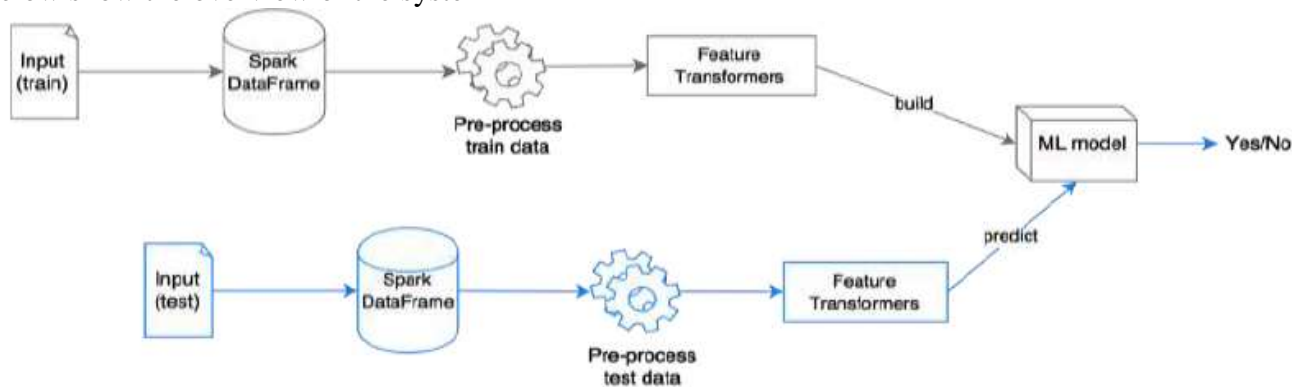 Input
(train)
Spark
DataFrame
Pre-process
train data
Feature
Transformers
build
ML model
Yes/No
Input
(test)
Spark
DataFrame
Pre-process
test data
Feature
Transformers
predict